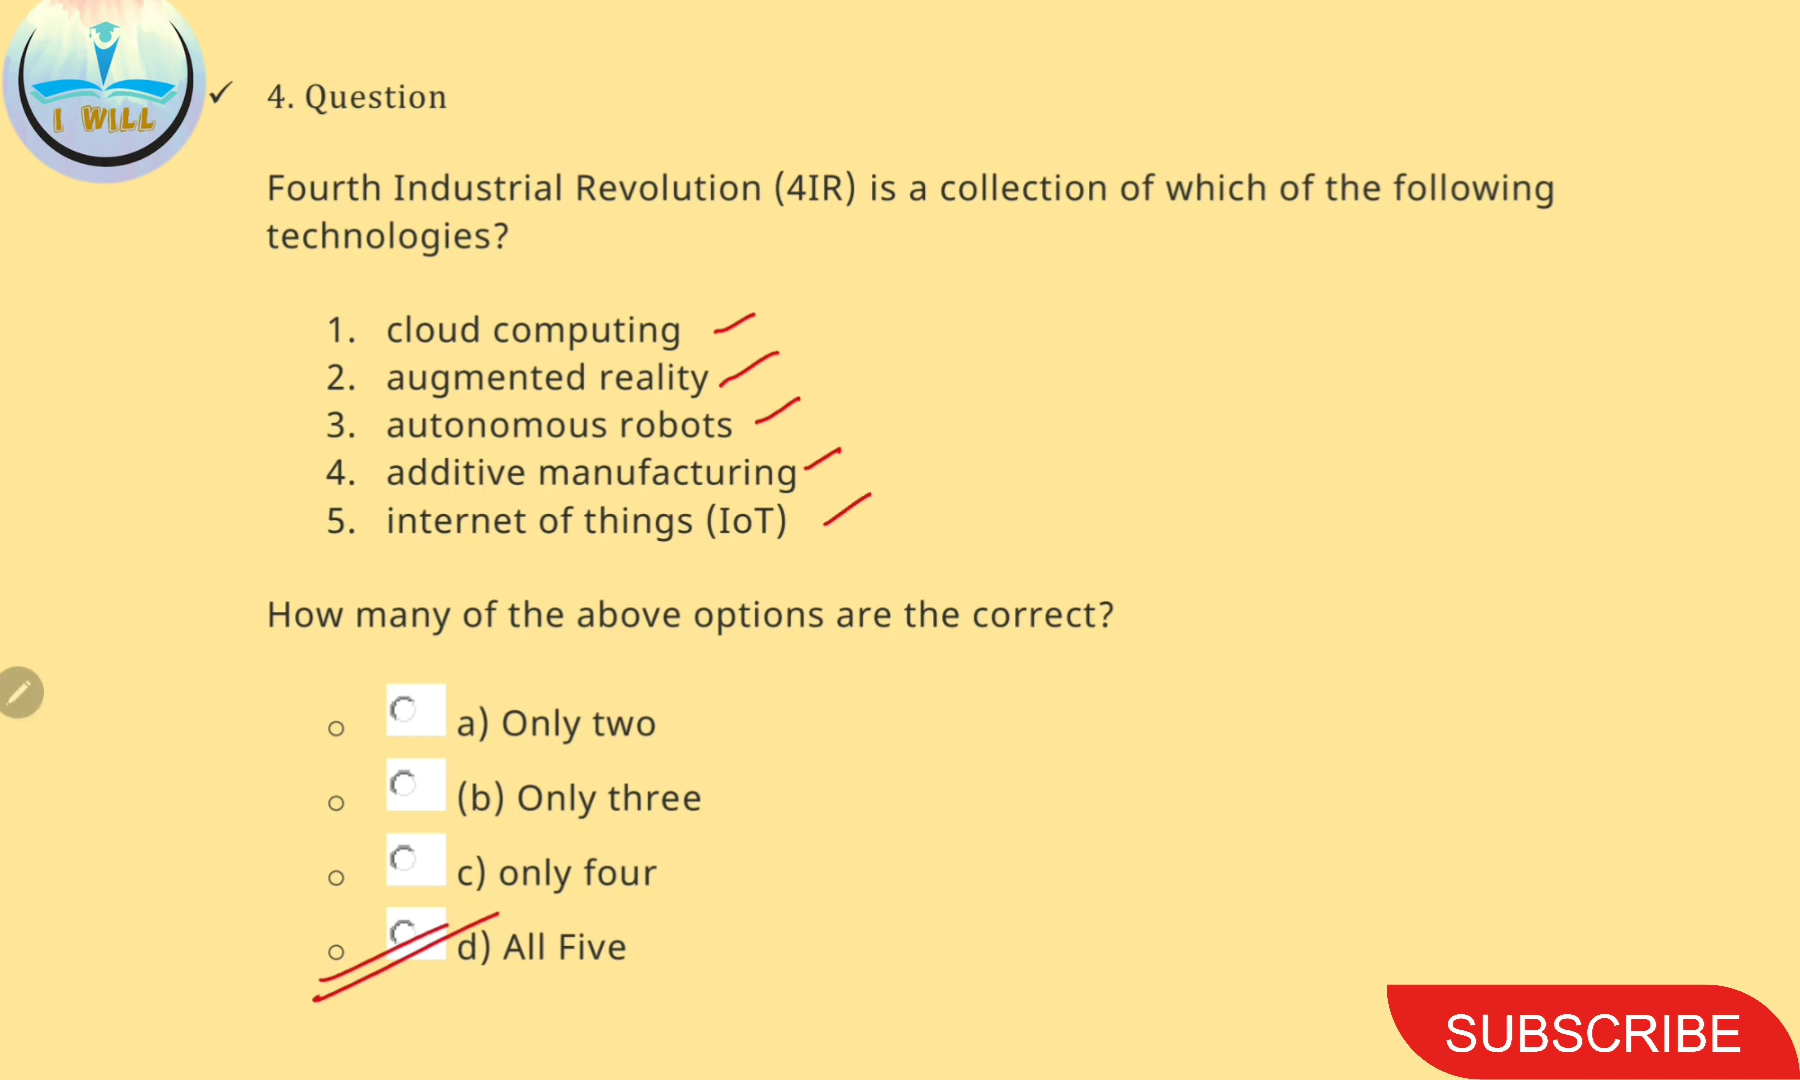 I WILL
✓ 4. Question
Fourth Industrial Revolution (4IR) is a collection of which of the following
technologies?
1. cloud computing
2. augmented reality
3. autonomous robots
4. additive manufacturing
5. internet of things (IoT)
How many of the above options are the correct?
a) Only two
(b) Only three
c) only four
d) All Five
SUBSCRIBE